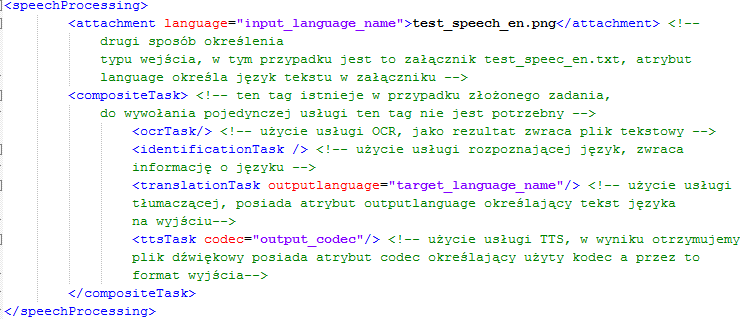 <speechProcessing>
<attachment language="input_language_name">test_speech_en.png</attachment> <!--
drugi sposób określenia
typu wejścia, w tym przypadku jest to załącznik test_speec_en.txt, atrybut
language określa język tekstu w załączniku -->
<compositeTask> <!-- ten tag istnieje w przypadku złożonego zadania,
do wywołania pojedynczej usługi ten tag nie jest potrzebny -->
<ocrTask/> <!-- użycie usługi OCR, jako rezultat zwraca plik tekstowy -->
<identificationTask /> <!-- użycie usługi rozpoznającej język, zwraca
informację o języku -->
<translationTask outputlanguage="target_language_name"/> <!-- użycie usługi
tłumaczącej, posiada atrybut outputlanguage określający tekst języka
na wyjściu-->
<ttsTask codec="output_codec"/> <!-- użycie usługi TTS, w wyniku otrzymujemy
plik dźwiękowy posiada atrybut codec określający użyty kodec a przez to
format wyjścia-->
</compositeTask>
</speechProcessing>